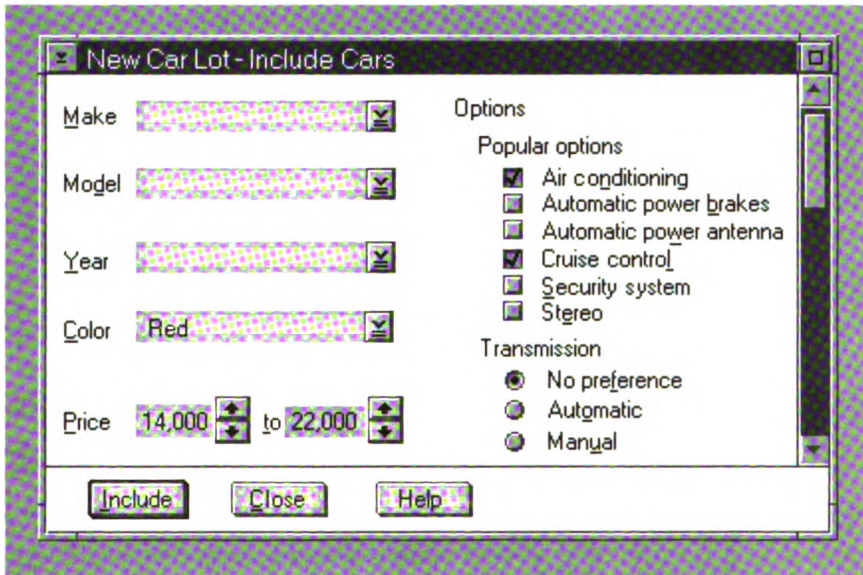 New Car Lot - Include Cars
Make
Model
Year
Color Red
Price 14,000 to 22,000
Options
Popular options
Air conditioning
Automatic power brakes
Automatic power antenna
Cruise control
Security system
Stereo
Transmission
No preference
Automatic
Manual
Include Close Help